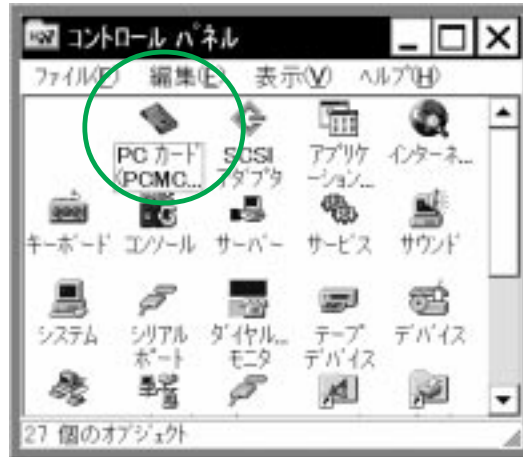 コントロール パネル
ファイル(F) 編集(E) 表示(V) ヘルプ(H)
PC カード
(PCMC...
SCSI
アダプタ
アプリケ
ーション...
インターネ...
キーボード
コンソール
サーバー
サービス
サウンド
システム
シリアル
ポート
ダイヤル...
モニタ
テープ
デバイス
デバイス
27 個のオブジェクト